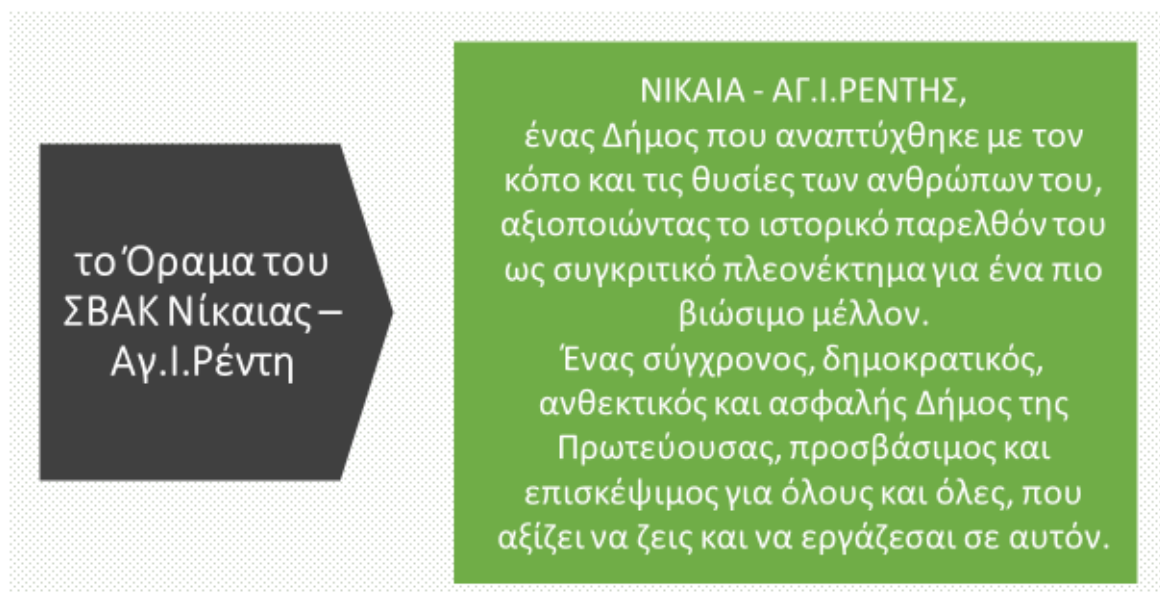 το Όραμα του
ΣΒΑΚ Νίκαιας –
Αγ.Ι.Ρέντη
ΝΙΚΑΙΑ - ΑΓ.Ι.ΡΕΝΤΗΣ,
ένας Δήμος που αναπτύχθηκε με τον
κόπο και τις θυσίες των ανθρώπων του,
αξιοποιώντας το ιστορικό παρελθόν του
ως συγκριτικό πλεονέκτημα για ένα πιο
βιώσιμο μέλλον.
Ένας σύγχρονος, δημοκρατικός,
ανθεκτικός και ασφαλής Δήμος της
Πρωτεύουσας, προσβάσιμος και
επισκέψιμος για όλους και όλες, που
αξίζει να ζεις και να εργάζεσαι σε αυτόν.